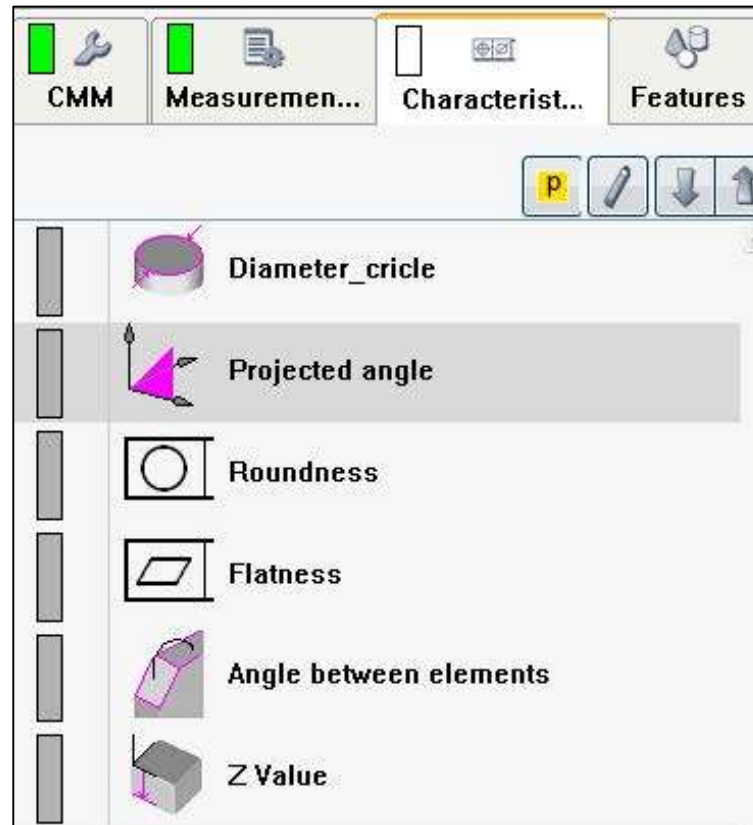 CMM
Measuremen...
Characterist...
Features
p
Diameter_cricle
Projected angle
Roundness
Flatness
Angle between elements
Z Value